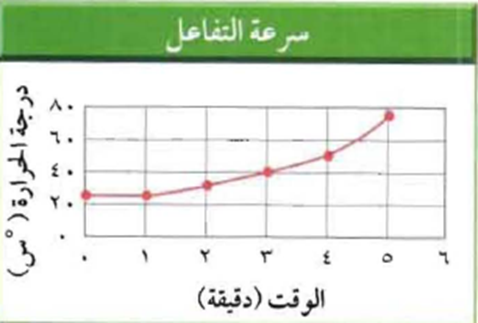 سرعة التفاعل
درجة الحرارة (°س)
٨٠
٦٠
٤٠
٢٠
٠
٠ ١ ٢ ٣ ٤ ٥ ٦
الوقت (دقيقة)